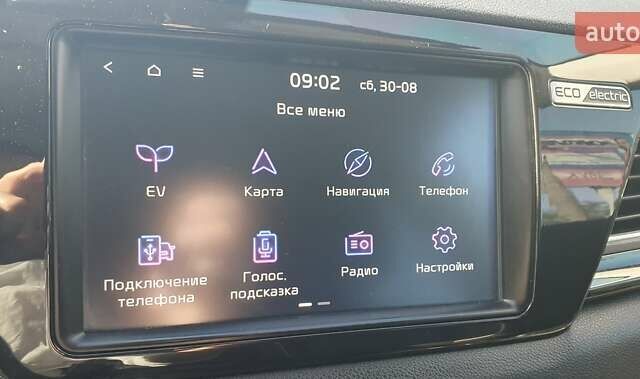 auto
09:02 сб, 30-08
ECO electric
Все меню
EV
Карта
Навигация
Телефон
Подключение
телефона
Голос.
подсказка
Радио
Настройки